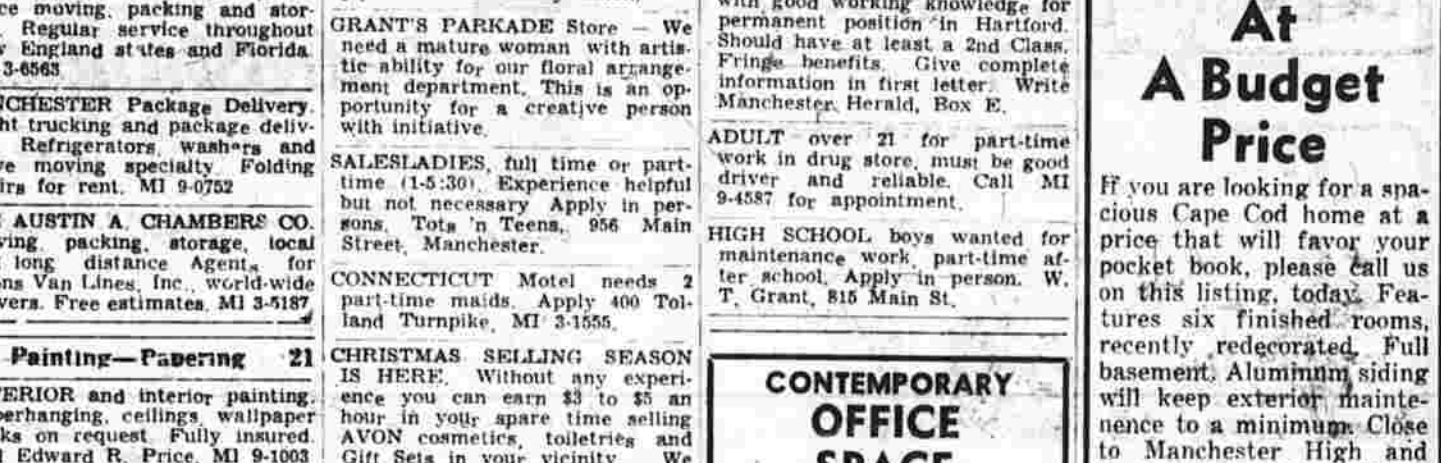 ce moving, packing and stor-
Regular service throughout
England states and Florida.
3-6563
NCHESTER Package Delivery.
ht trucking and package deliv-
Refrigerators, washers and
ve moving specialty Folding
irs for rent. MI 9-0752
AUSTIN A. CHAMBERS CO.
ving, packing, storage, local
long distance Agents for
ns Van Lines, Inc., world-wide
vers. Free estimates. MI 3-5187
Painting—Papering 21
ERIOR and interior painting.
erhanging, ceilings, wallpaper
ks on request. Fully insured.
Edward R. Price, MI 9-1003
GRANT'S PARKADE Store — We
need a mature woman with artis-
tic ability for our floral arrange-
ment department. This is an op-
portunity for a creative person
with initiative.
SALESLADIES, full time or part-
time (1-5:30). Experience helpful
but not necessary Apply in per-
sons. Tots 'n Teens, 956 Main
Street, Manchester.
CONNECTICUT Motel needs 2
part-time maids. Apply 400 Tol-
land Turnpike, MI 3-1555.
CHRISTMAS SELLING SEASON
IS HERE. Without any experi-
ence you can earn $3 to $5 an
hour in your spare time selling
AVON cosmetics, toiletries and
Gift Sets in your vicinity. We
with good working knowledge for
permanent position in Hartford.
Should have at least a 2nd Class.
Fringe benefits. Give complete
information in first letter. Write
Manchester Herald, Box E.
ADULT over 21 for part-time
work in drug store, must be good
driver and reliable. Call MI
9-4587 for appointment.
HIGH SCHOOL boys wanted for
maintenance work, part-time af-
ter school. Apply in person. W.
T. Grant, 815 Main St.
CONTEMPORARY
OFFICE
SPACE
At
A Budget
Price
If you are looking for a spa-
cious Cape Cod home at a
price that will favor your
pocket book, please call us
on this listing, today. Fea-
tures six finished rooms,
recently redecorated. Full
basement. Aluminum siding
will keep exterior mainte-
nence to a minimum. Close
to Manchester High and